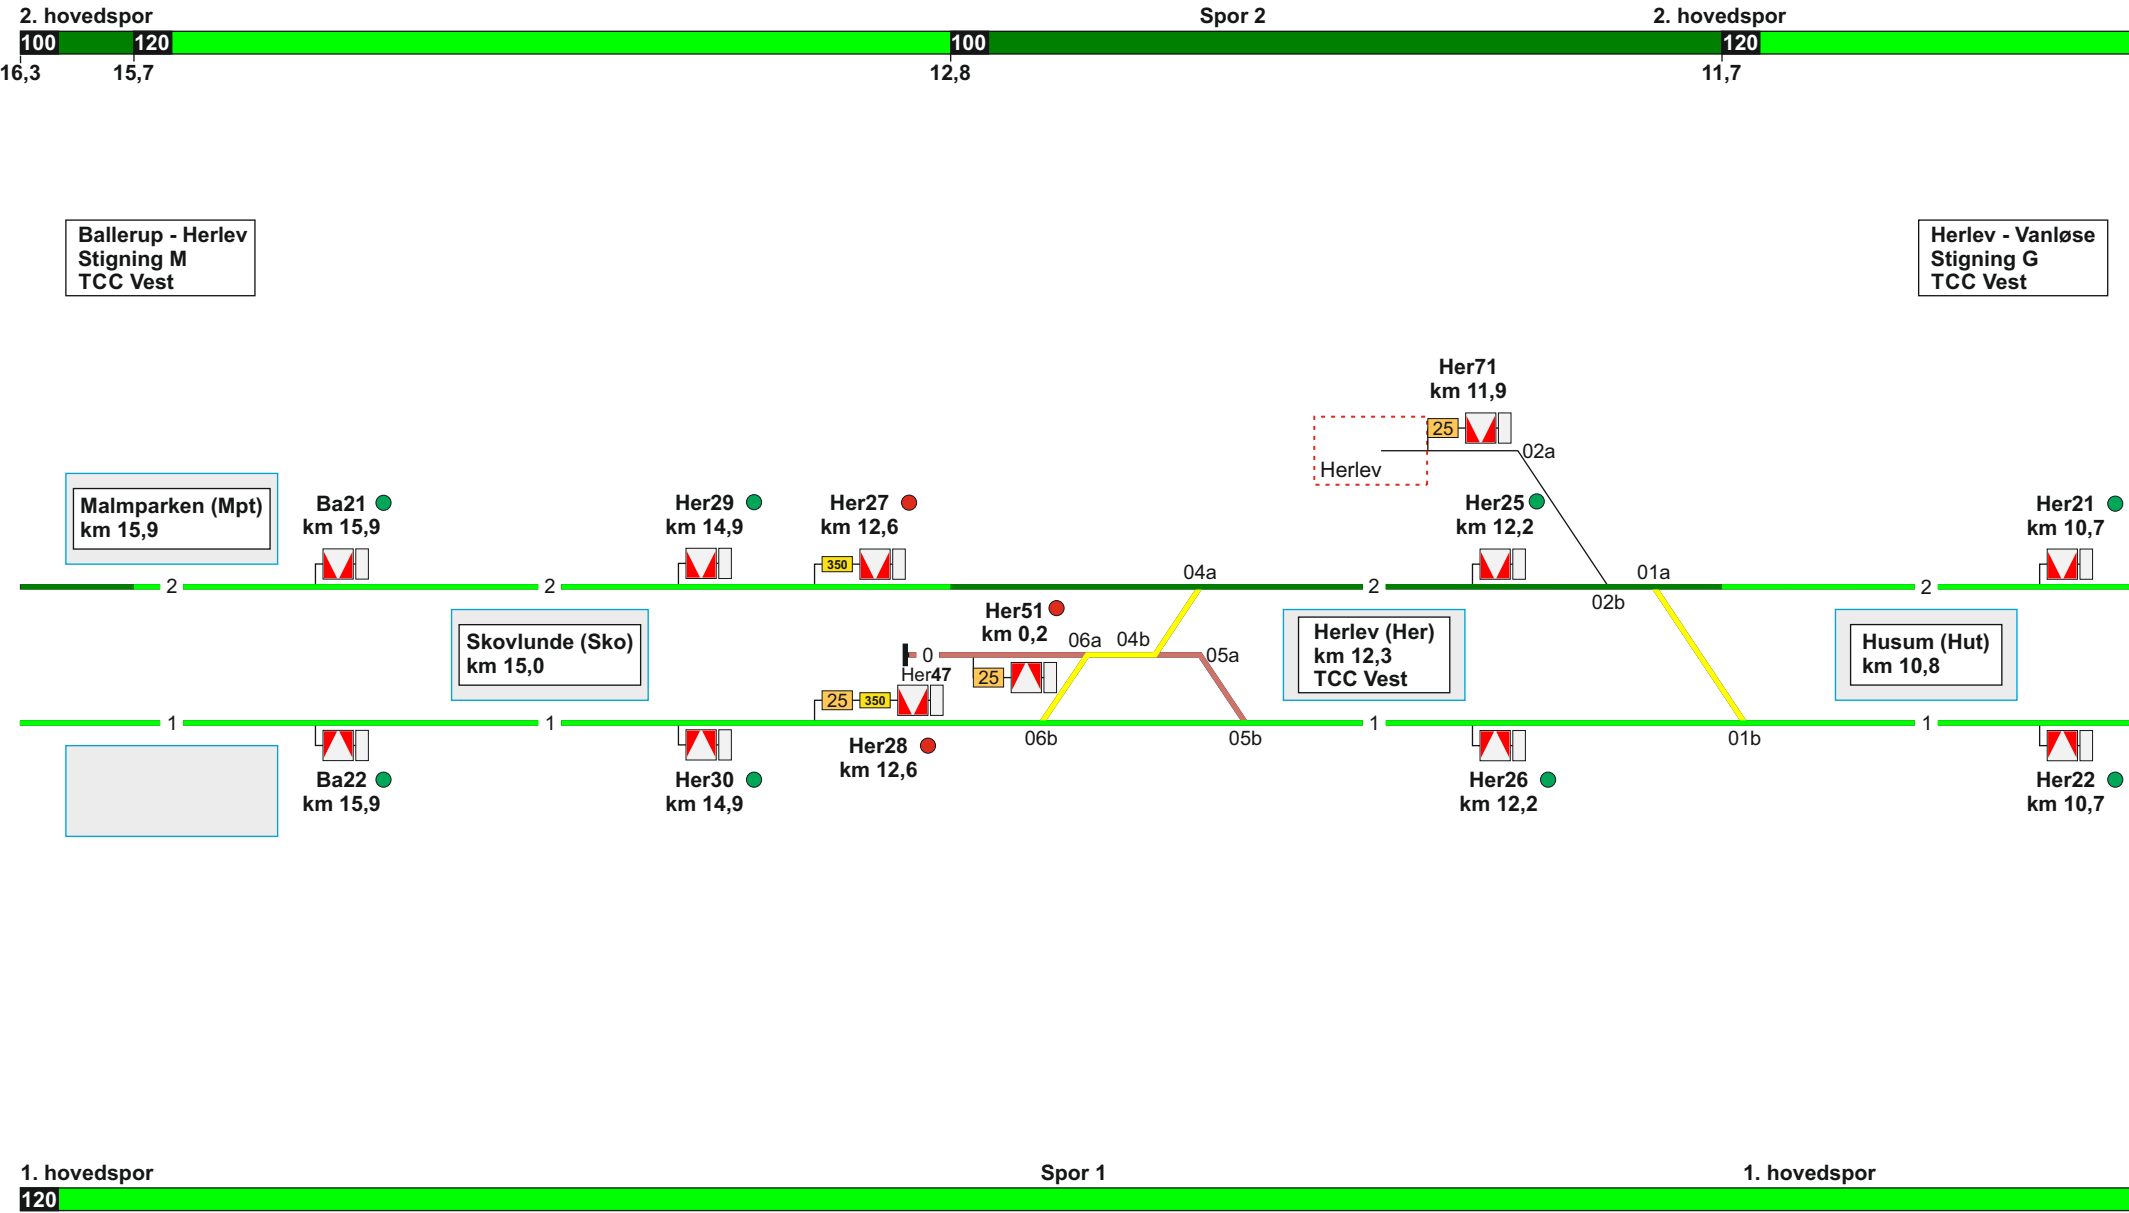 2. hovedspor
Spor 2
2. hovedspor
100
120
100
120
16,3
15,7
12,8
11,7
Ballerup - Herlev
Stigning M
TCC Vest
Herlev - Vanløse
Stigning G
TCC Vest
Her71
km 11,9
25
02a
Herlev
Malmparken (Mpt)
km 15,9
Ba21
km 15,9
Her29
km 14,9
Her27
km 12,6
350
Her25
km 12,2
Her21
km 10,7
04a
01a
2
2
2
2
02b
Skovlunde (Sko)
km 15,0
Her51
km 0,2
06a
04b
05a
0
Her47
25
Herlev (Her)
km 12,3
TCC Vest
Husum (Hut)
km 10,8
25
350
1
1
1
1
06b
05b
01b
Ba22
km 15,9
Her30
km 14,9
Her28
km 12,6
Her26
km 12,2
Her22
km 10,7
1. hovedspor
Spor 1
1. hovedspor
120